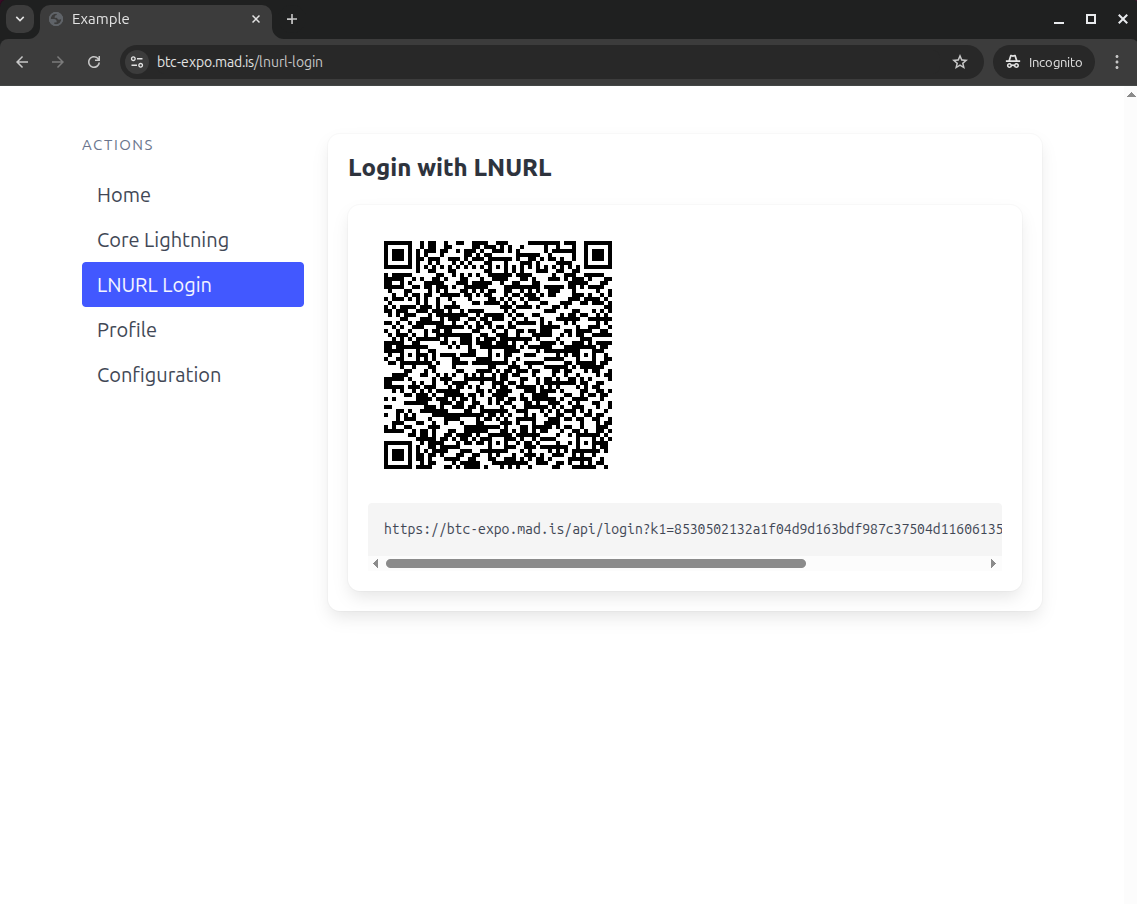 Example
btc-expo.mad.is/lnurl-login
Incognito
ACTIONS
Home
Core Lightning
LNURL Login
Profile
Configuration
Login with LNURL
https://btc-expo.mad.is/api/login?k1=8530502132a1f04d9d163bdf987c37504d11606135